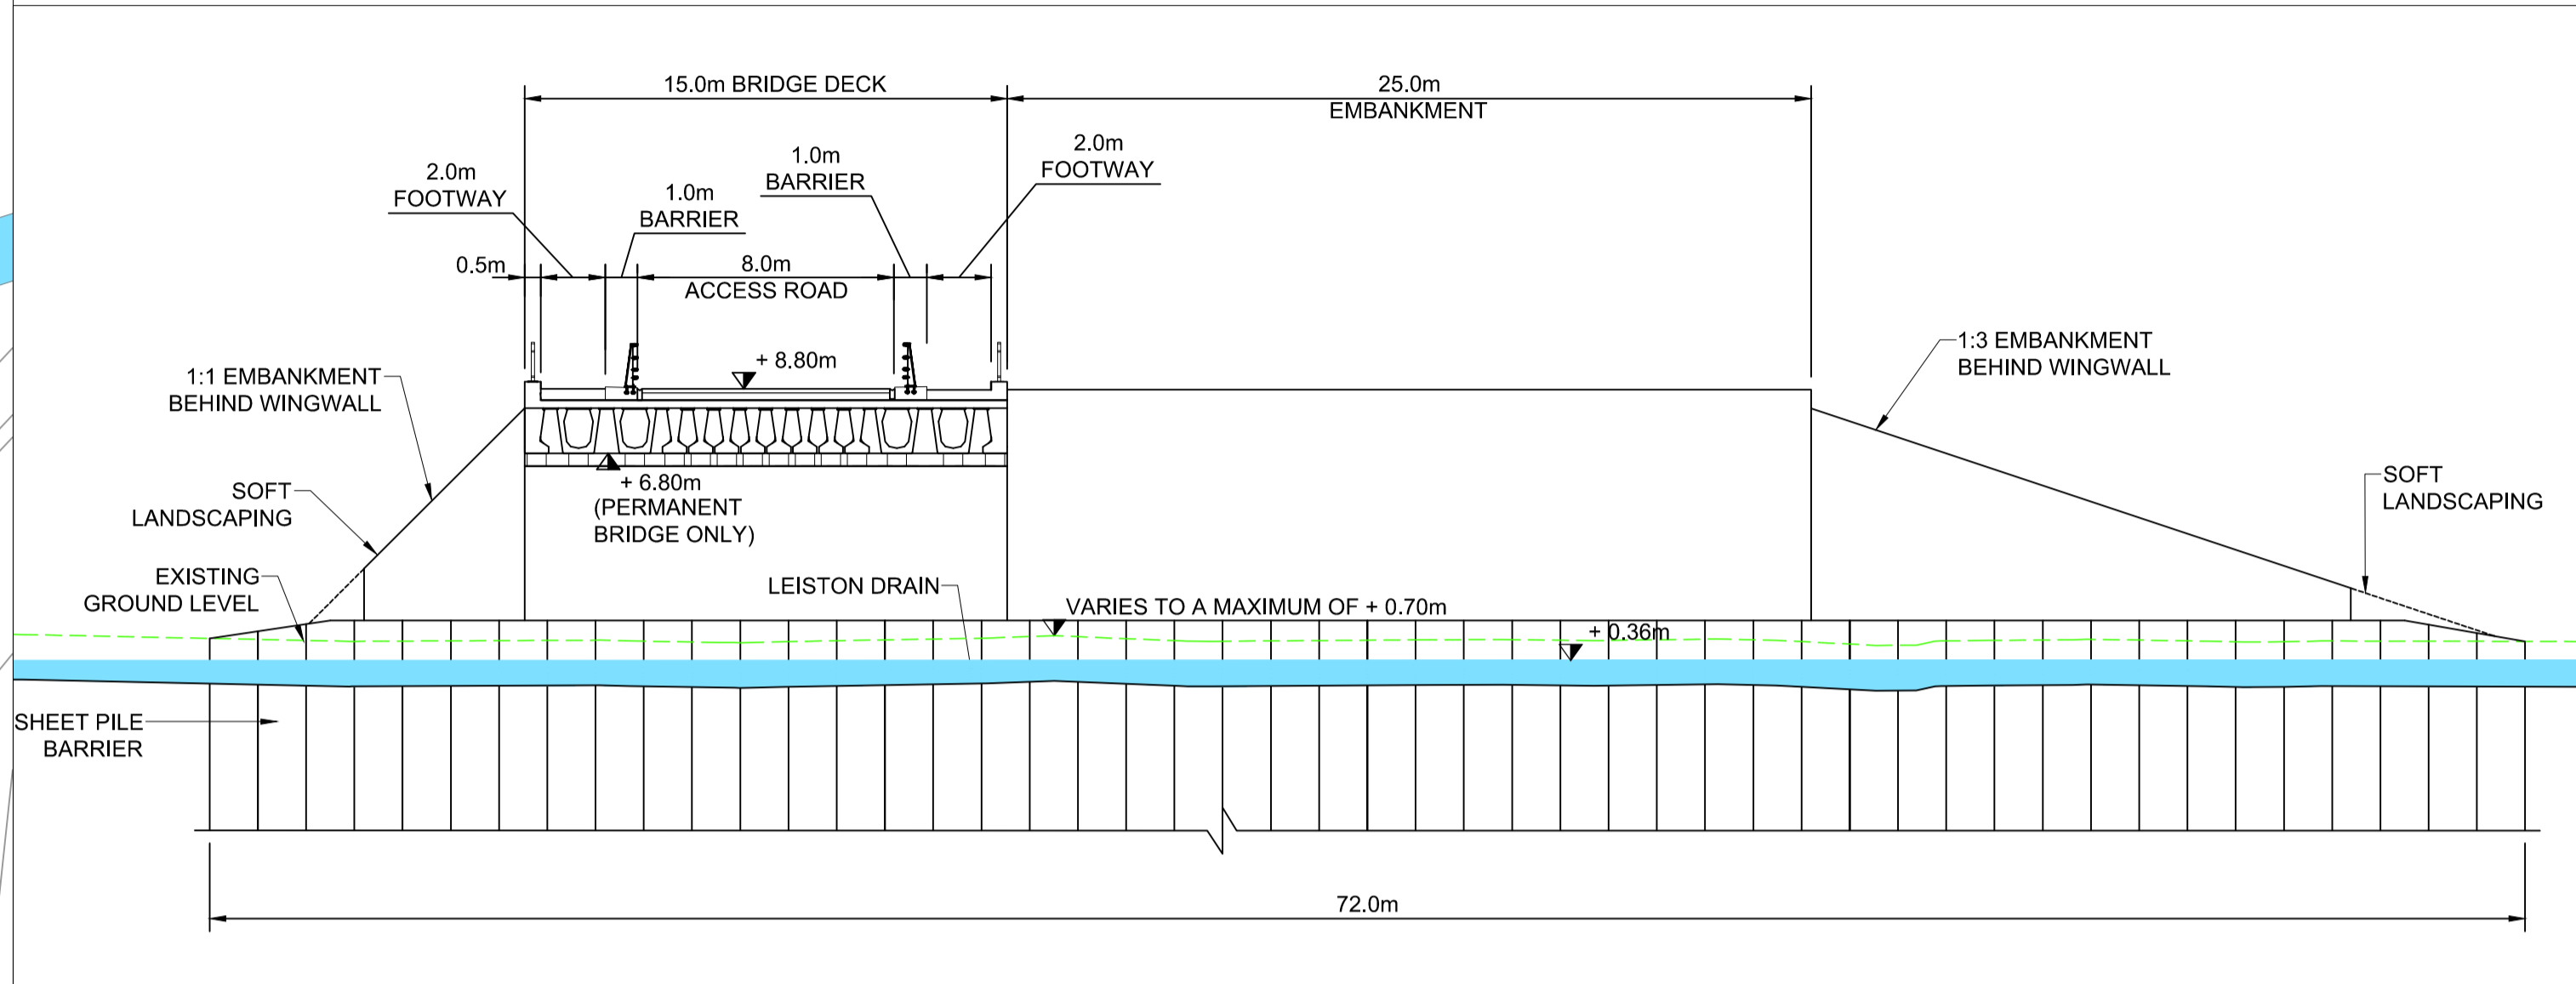 15.0m BRIDGE DECK
25.0m
EMBANKMENT
2.0m
FOOTWAY
1.0m
BARRIER
1.0m
BARRIER
2.0m
FOOTWAY
0.5m
8.0m
ACCESS ROAD
+ 8.80m
1:1 EMBANKMENT
BEHIND WINGWALL
1:3 EMBANKMENT
BEHIND WINGWALL
SOFT
LANDSCAPING
+ 6.80m
(PERMANENT
BRIDGE ONLY)
SOFT
LANDSCAPING
EXISTING
GROUND LEVEL
LEISTON DRAIN
VARIES TO A MAXIMUM OF + 0.70m
+ 0.36m
SHEET PILE
BARRIER
72.0m